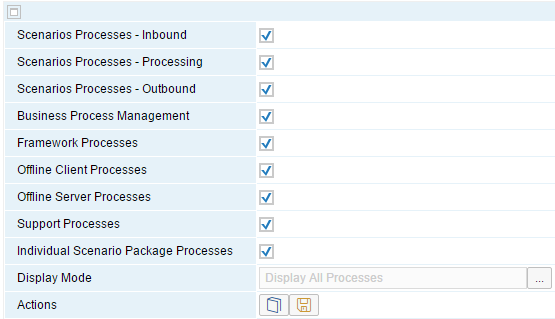 Scenarios Processes - Inbound
Scenarios Processes - Processing
Scenarios Processes - Outbound
Business Process Management
Framework Processes
Offline Client Processes
Offline Server Processes
Support Processes
Individual Scenario Package Processes
Display Mode Display All Processes ...
Actions